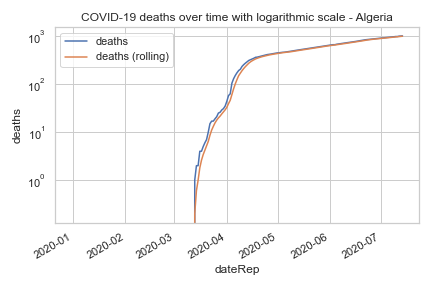 COVID-19 deaths over time with logarithmic scale - Algeria
deaths
deaths (rolling)
10³
10²
10¹
10⁰
deaths
2020-01
2020-02
2020-03
2020-04
2020-05
2020-06
2020-07
dateRep